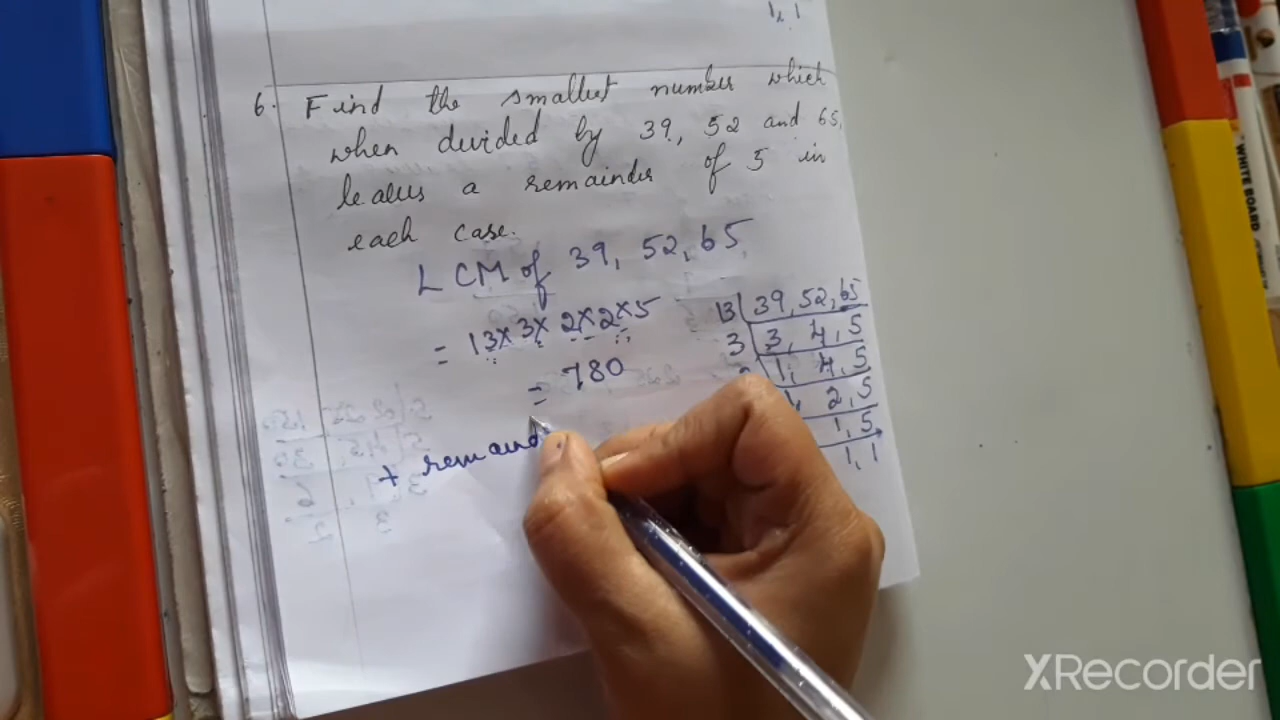 1, 1
6. Find the smallest number which
when divided by 39, 52 and 65,
leaves a remainder of 5 in
each case.
LCM of 39, 52, 65
= 13 × 3 × 2 × 2 × 5
= 780
+ remaind
13 | 39, 52, 65
3 | 3, 4, 5
1, 4, 5
2, 5
1, 5
1, 1
WHITE BOARD
XRecorder